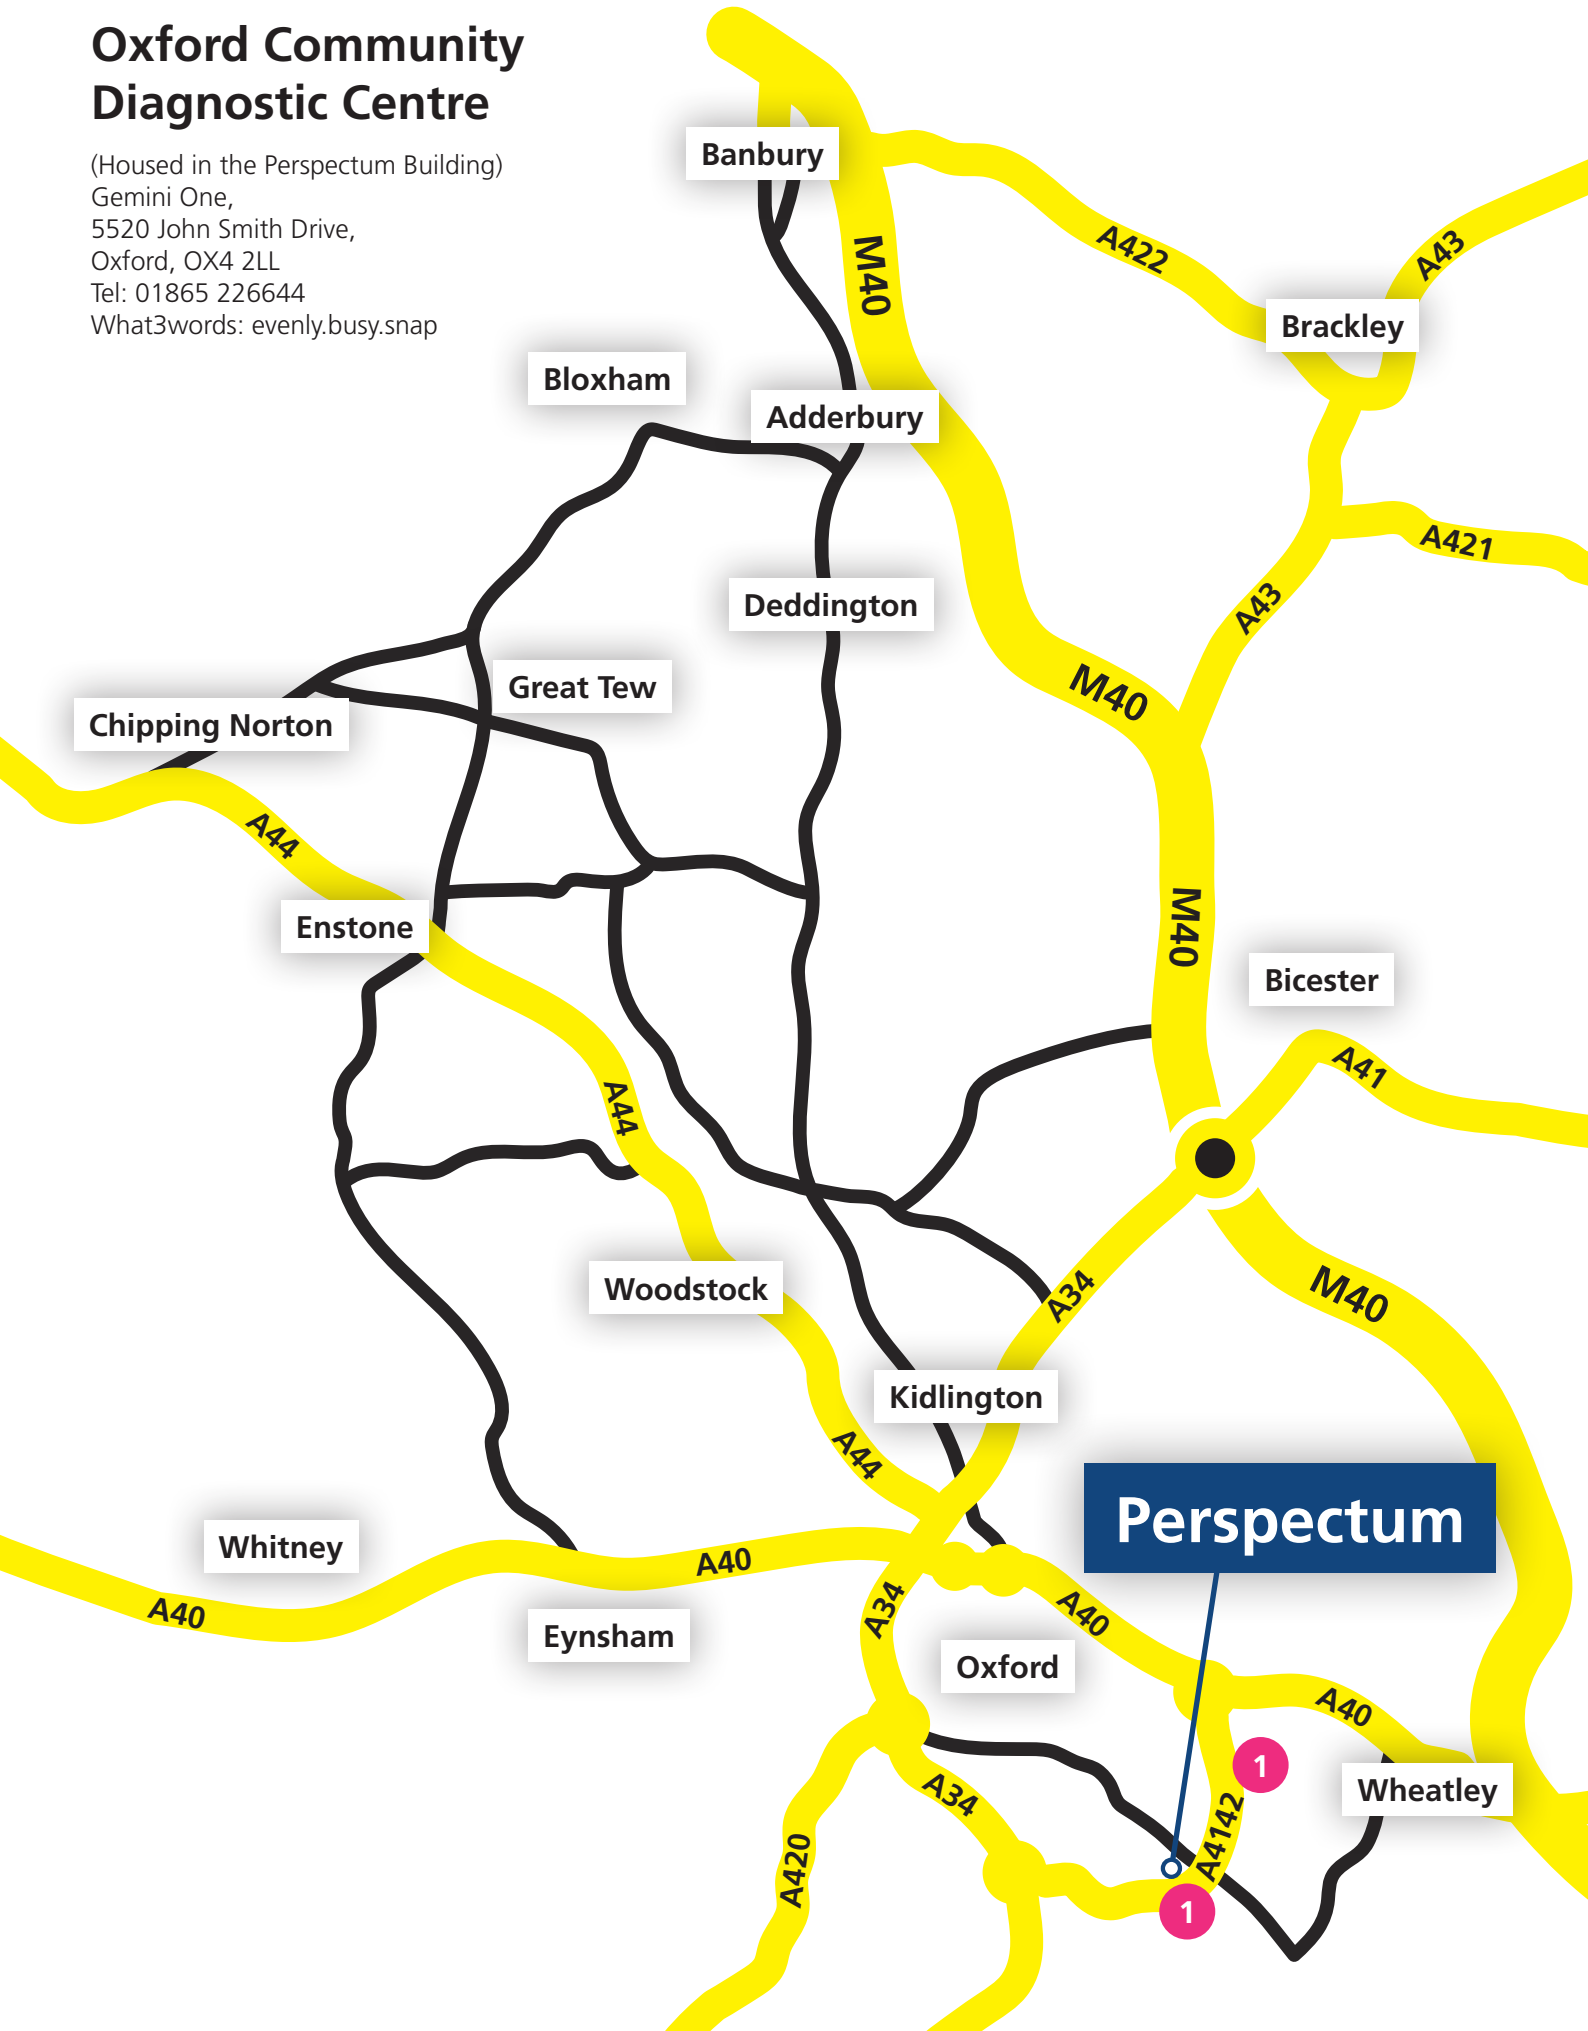 Oxford Community
Diagnostic Centre
(Housed in the Perspectum Building)
Gemini One,
5520 John Smith Drive,
Oxford, OX4 2LL
Tel: 01865 226644
What3words: evenly.busy.snap
Banbury
A422
A43
M40
Brackley
Bloxham
Adderbury
A421
Deddington
A43
Great Tew
M40
Chipping Norton
A44
Enstone
M40
Bicester
A41
A44
Woodstock
A34
M40
Kidlington
A44
Perspectum
Whitney
A40
A40
A34
A40
Eynsham
Oxford
A40
1
Wheatley
A34
A4142
A420
1